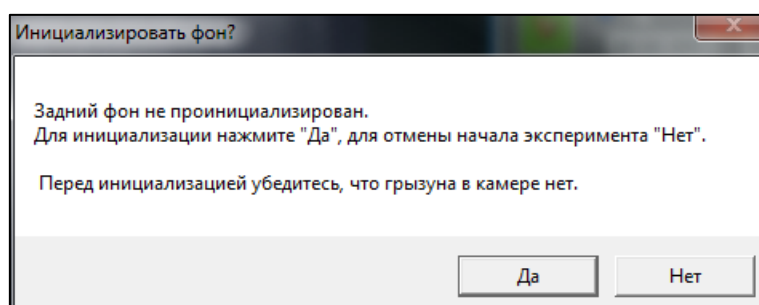 Инициализировать фон?
Задний фон не проинициализирован.
Для инициализации нажмите "Да", для отмены начала эксперимента "Нет".
Перед инициализацией убедитесь, что грызуна в камере нет.
Да
Нет